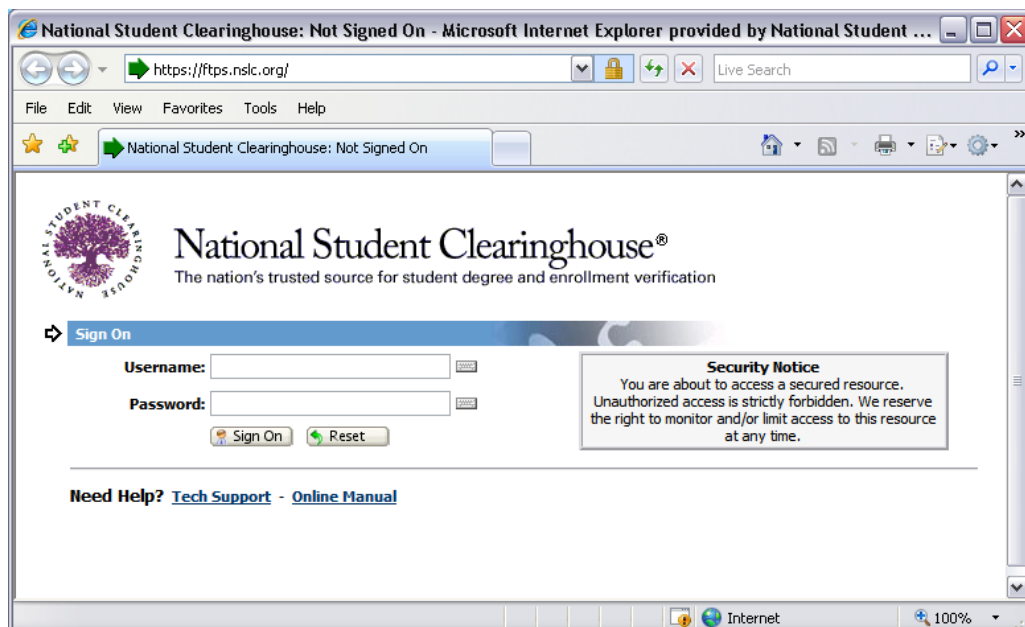 National Student Clearinghouse: Not Signed On - Microsoft Internet Explorer provided by National Student ...
https://ftps.nslc.org/
Live Search
File Edit View Favorites Tools Help
National Student Clearinghouse: Not Signed On
NATIONAL STUDENT CLEARINGHOUSE
National Student Clearinghouse®
The nation's trusted source for student degree and enrollment verification
Sign On
Username:
Password:
Sign On Reset
Security Notice
You are about to access a secured resource.
Unauthorized access is strictly forbidden. We reserve
the right to monitor and/or limit access to this resource
at any time.
Need Help? Tech Support - Online Manual
Internet 100%